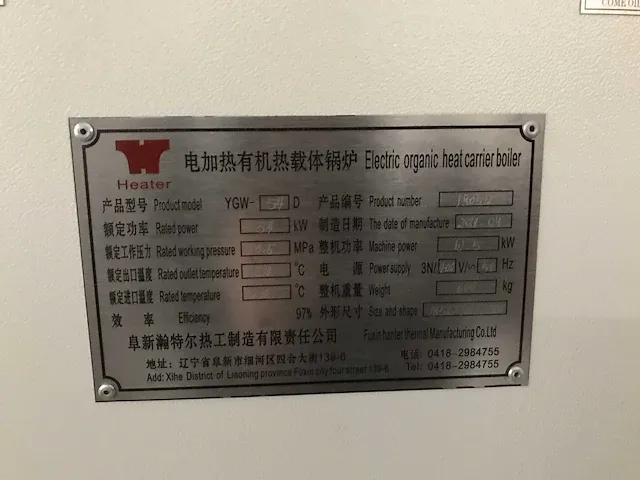 COME OIL
电加热有机热载体锅炉 Electric organic heat carrier boiler
Heater
产品型号 Product model YGW- 54 D 产品编号 Product number
额定功率 Rated power 54 kW 制造日期 The date of manufacture
额定工作压力 Rated working pressure MPa 整机功率 Machine power kW
额定出口温度 Rated outlet temperature ℃ 电 源 Power supply 3N/ V/~ Hz
额定进口温度 Rated temperature ℃ 整机重量 Weight kg
效 率 Efficiency 97% 外形尺寸 Size and shape
阜新瀚特尔热工制造有限责任公司 Fuxin hanter thermal Manufacturing Co.Ltd
地址: 辽宁省阜新市细河区四合大街139-6 电话: 0418-2984755
Add: Xihe District of Liaoning province Fuxin city four street 139-6 Tel: 0418-2984755